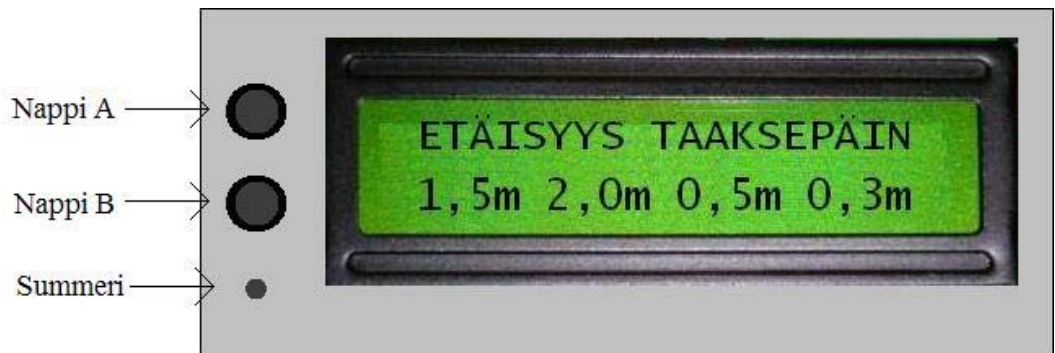 Nappi A
Nappi B
Summeri
ETÄISYYS TAAKSEPÄIN
1,5m 2,0m 0,5m 0,3m